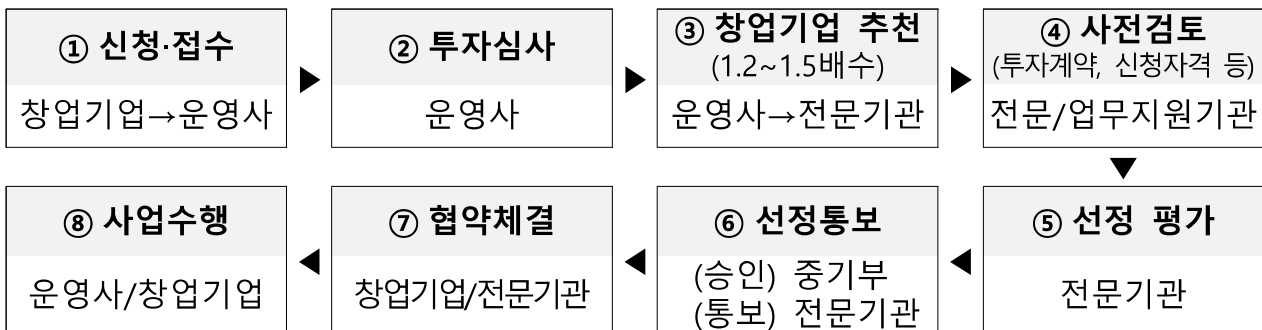 ① 신청·접수
창업기업→운영사
② 투자심사
운영사
③ 창업기업 추천
(1.2~1.5배수)
운영사→전문기관
④ 사전검토
(투자계약, 신청자격 등)
전문/업무지원기관
⑤ 선정 평가
전문기관
⑥ 선정통보
(승인) 중기부
(통보) 전문기관
⑦ 협약체결
창업기업/전문기관
⑧ 사업수행
운영사/창업기업